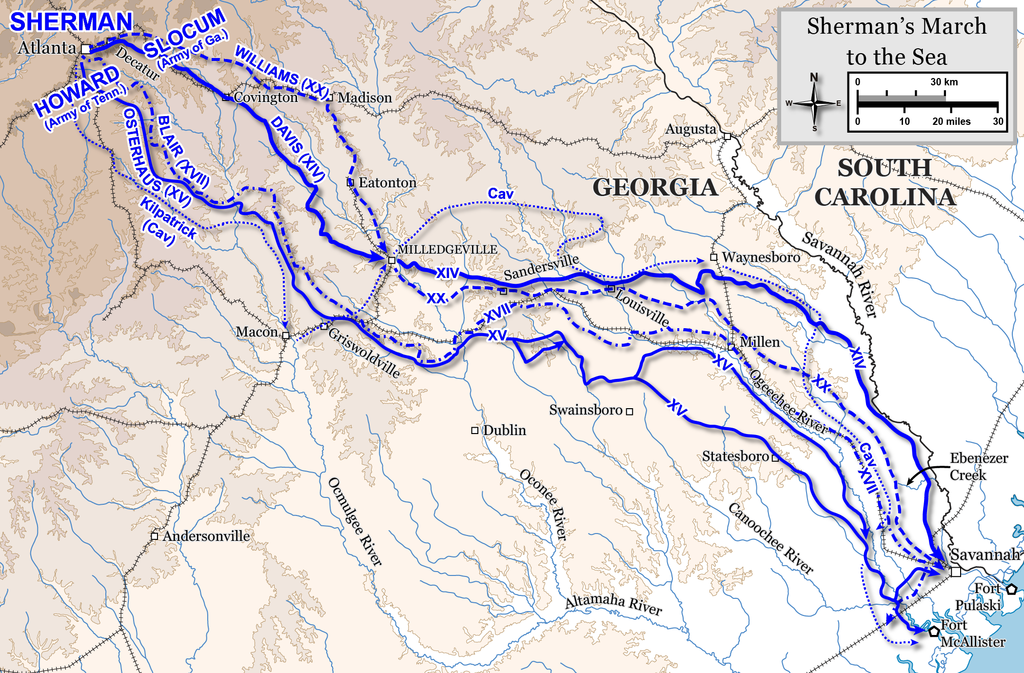 SHERMAN
Atlanta
Decatur
SLOCUM
(Army of Ga.)
WILLIAMS (XX)
HOWARD
(Army of Tenn.)
Covington
Madison
OSTERHAUS (XV)
BLAIR (XVII)
DAVIS (XIV)
Kilpatrick
(Cav)
Eatonton
Sherman's March
to the Sea
N
W
E
S
0
30 km
0
10
20 miles
30
Augusta
GEORGIA
SOUTH
CAROLINA
Cav
MILLEDGEVILLE
XIV
Sandersville
Waynesboro
Savannah River
XX
XVII
Louisville
Macon
Griswoldville
XV
Millen
XV
XIV
XX
Ogeechee River
Swainsboro
XV
Dublin
Statesboro
Cav
XVII
Ebenezer
Creek
Ocmulgee River
Oconee River
Canoochee River
Andersonville
Savannah
Altamaha River
Fort
Pulaski
Fort
McAllister